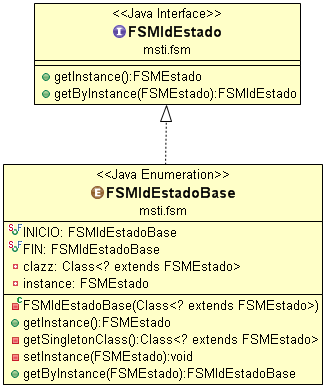 <<Java Interface>>
I FSMIdEstado
msti.fsm
getInstance():FSMEstado
getByInstance(FSMEstado):FSMIdEstado
<<Java Enumeration>>
E FSMIdEstadoBase
msti.fsm
S F INICIO: FSMIdEstadoBase
S F FIN: FSMIdEstadoBase
clazz: Class<? extends FSMEstado>
instance: FSMEstado
C FSMIdEstadoBase(Class<? extends FSMEstado>)
getInstance():FSMEstado
getSingletonClass():Class<? extends FSMEstado>
setInstance(FSMEstado):void
getByInstance(FSMEstado):FSMIdEstadoBase